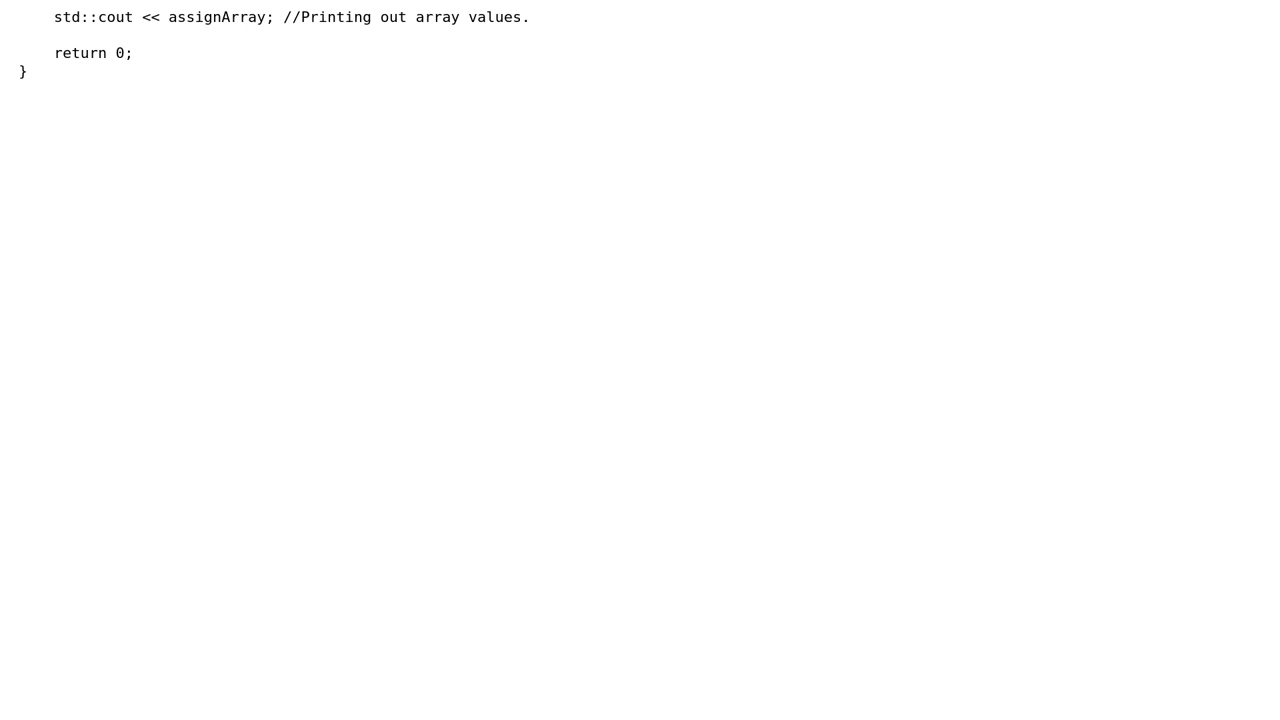 std::cout << assignArray; //Printing out array values.
return 0;
}